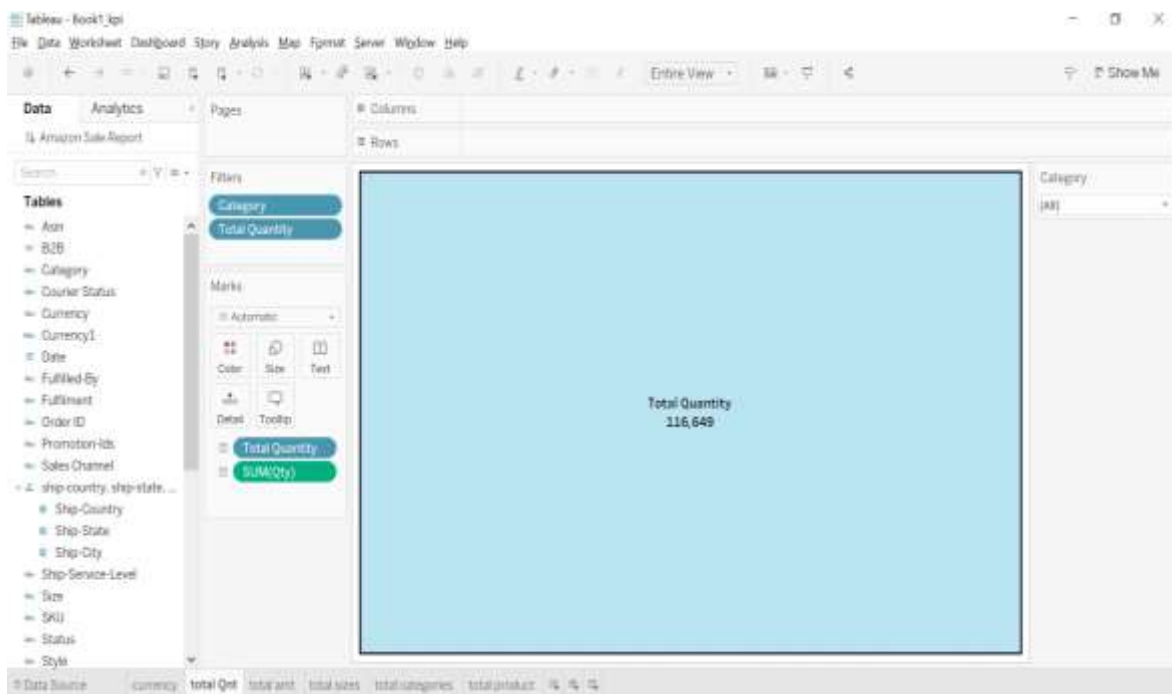 Tableau - Book1_kpi
File Data Worksheet Dashboard Story Analysis Map Format Server Window Help
Entire View
Show Me
Data Analytics
Pages
Columns
Amazon Sale Report
Rows
Search
Filters
Category
Tables
Category
(All)
Asin
Total Quantity
B2B
Category
Courier Status
Marks
Currency
Automatic
Currency1
Date
Color Size Text
Fulfilled-By
Fulfilment
Detail Tooltip
Order ID
Total Quantity
116,649
Promotion-Ids
Total Quantity
Sales Channel
SUM(Qty)
ship-country, ship-state, ...
Ship-Country
Ship-State
Ship-City
Ship-Service-Level
Size
SKU
Status
Style
Data Source currency total Qnt total amt total sizes total categories total product